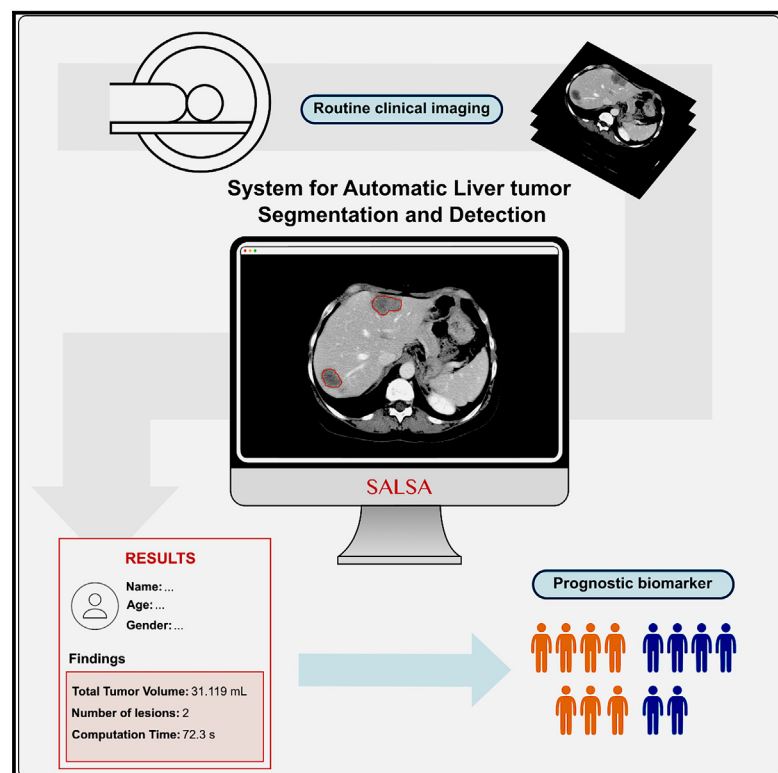 Routine clinical imaging
System for Automatic Liver tumor
Segmentation and Detection
SALSA
RESULTS
Name: ...
Age: ...
Gender: ...
Findings
Total Tumor Volume: 31.119 mL
Number of lesions: 2
Computation Time: 72.3 s
Prognostic biomarker